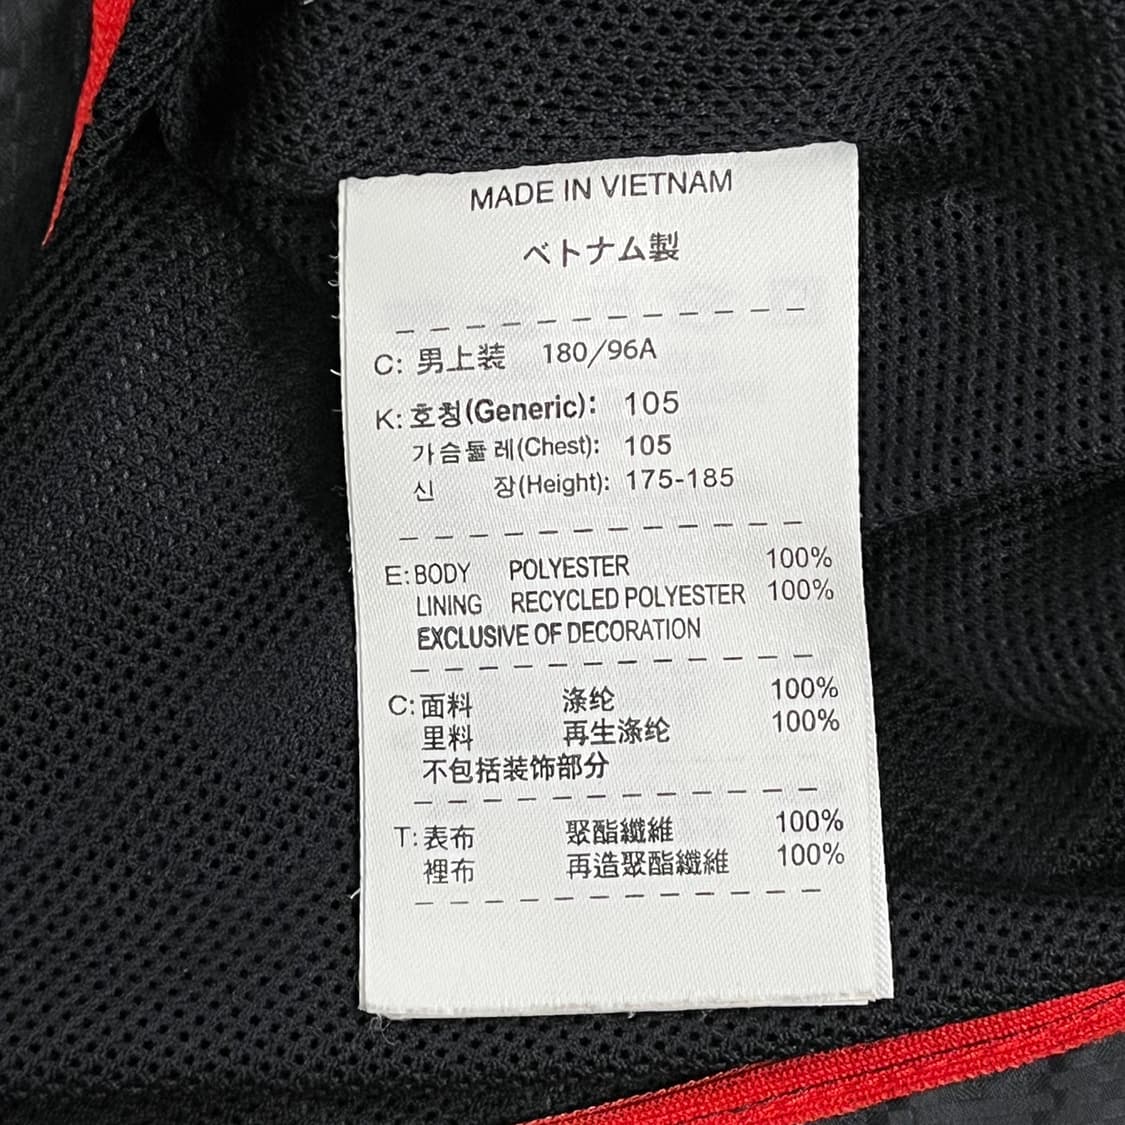 MADE IN VIETNAM
ベトナム製
C: 男上装 180/96A
K: 호칭(Generic): 105
가슴둘레(Chest): 105
신 장(Height): 175-185
E: BODY POLYESTER 100%
LINING RECYCLED POLYESTER 100%
EXCLUSIVE OF DECORATION
C: 面料 涤纶 100%
里料 再生涤纶 100%
不包括装饰部分
T: 表布 聚酯纖維 100%
裡布 再造聚酯纖維 100%